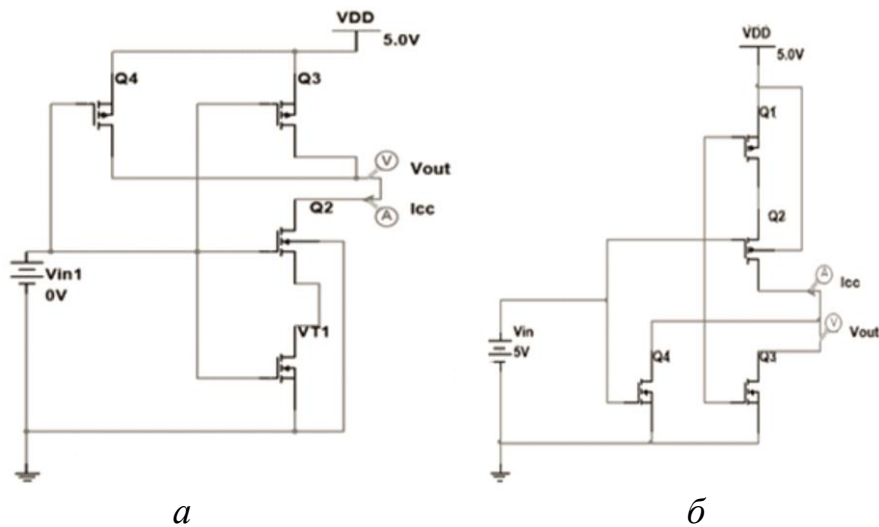 VDD
5.0V
Q4
Q3
V
Vout
Q2
A
Icc
Vin1
0V
VT1
VDD
5.0V
Q1
Q2
A
Icc
V
Vout
Vin
5V
Q4
Q3
а
б